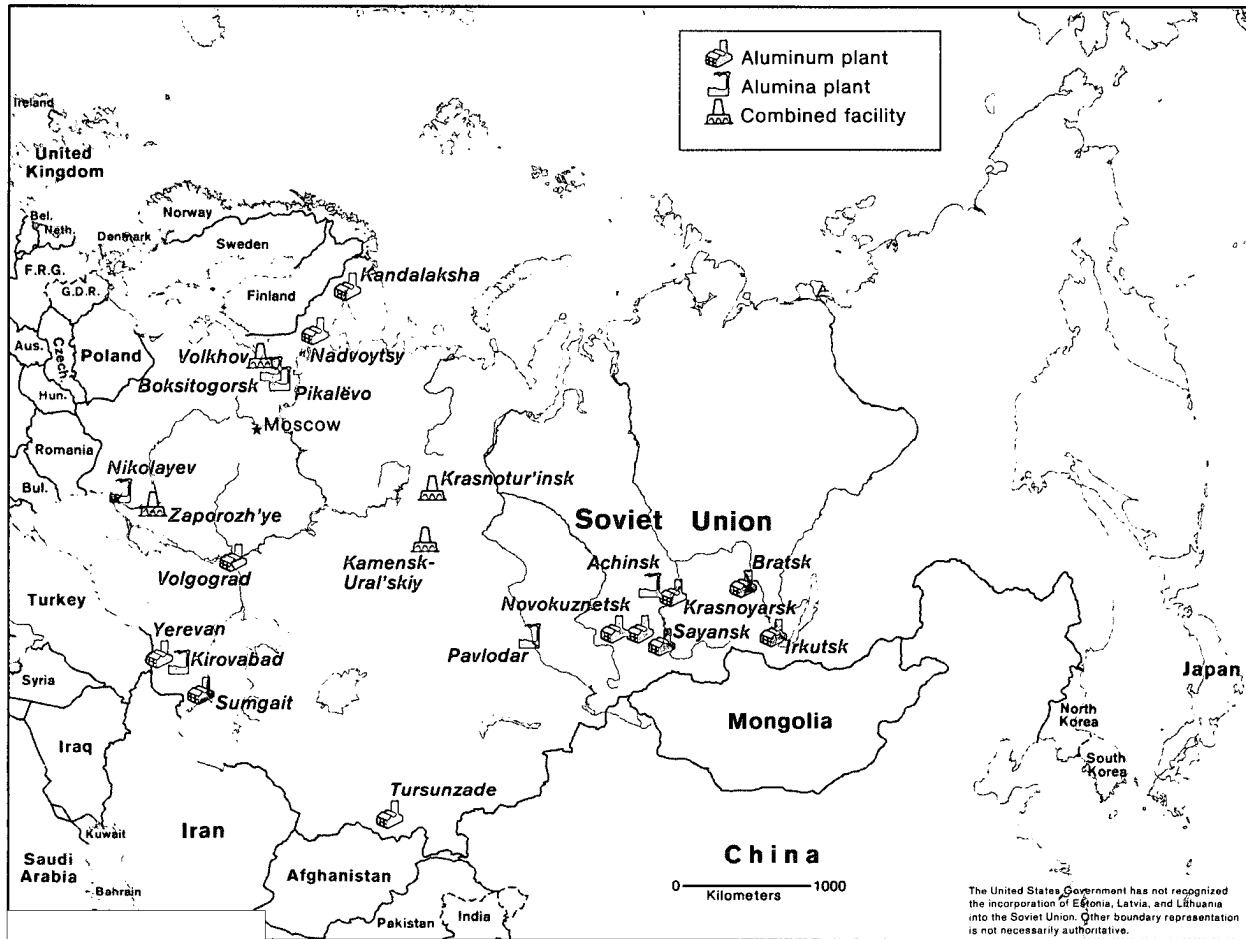 Aluminum plant
Alumina plant
Combined facility
Ireland
United
Kingdom
Norway
Bel.
Neth.
Denmark
Sweden
F.R.G.
G.D.R.
Finland
Kandalaksha
Aus.
Czech.
Poland
Volkhov
Nadvoytsy
Boksitogorsk
Pikalëvo
Hun.
Moscow
Romania
Nikolayev
Krasnotur'insk
Bul.
Zaporozh'ye
Soviet Union
Kamensk-
Ural'skiy
Achinsk
Bratsk
Volgograd
Turkey
Novokuznetsk
Krasnoyarsk
Yerevan
Sayansk
Irkutsk
Kirovabad
Pavlodar
Japan
Syria
Sumgait
North
Korea
Mongolia
Iraq
South
Korea
Tursunzade
Kuwait
Iran
Saudi
Arabia
China
Afghanistan
Bahrain
0 1000
Kilometers
Pakistan
India
The United States Government has not recognized
the incorporation of Estonia, Latvia, and Lithuania
into the Soviet Union. Other boundary representation
is not necessarily authoritative.